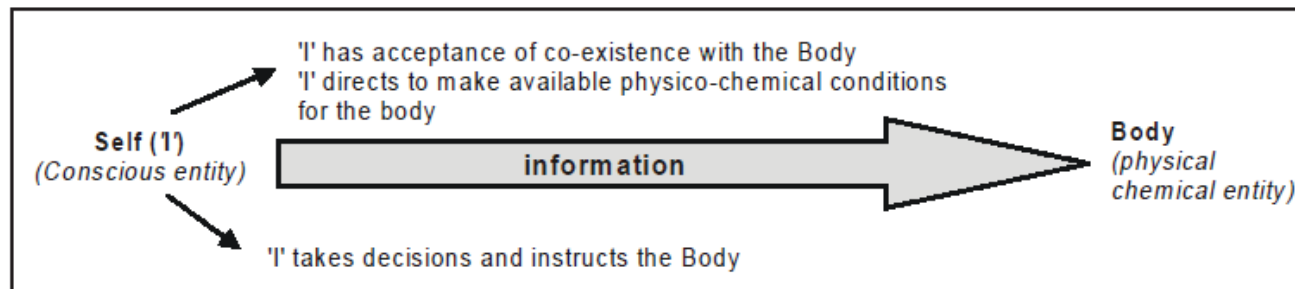 'I' has acceptance of co-existence with the Body
'I' directs to make available physico-chemical conditions
for the body
Self ('I')
(Conscious entity)
information
Body
(physical
chemical entity)
'I' takes decisions and instructs the Body